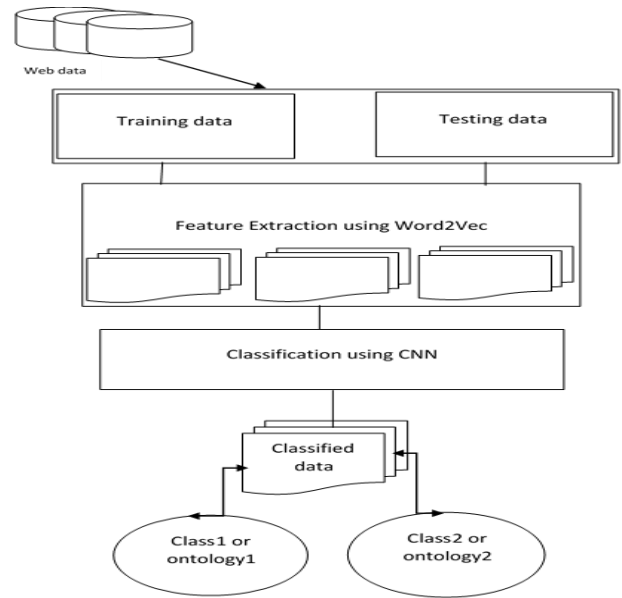 Web data
Training data
Testing data
Feature Extraction using Word2Vec
Classification using CNN
Classified
data
Class1 or
ontology1
Class2 or
ontology2